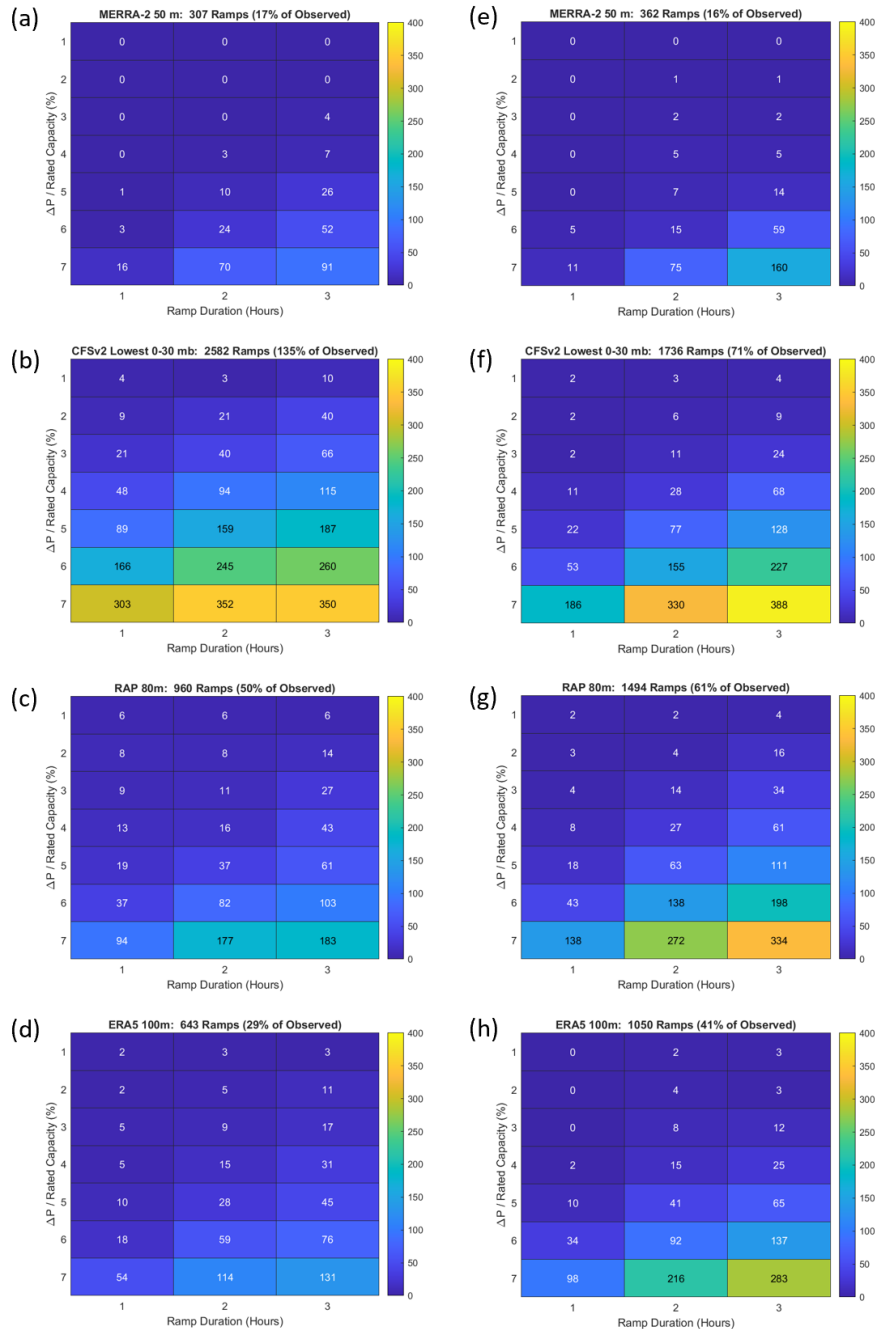 (a)
MERRA-2 50 m: 307 Ramps (17% of Observed)
ΔP / Rated Capacity (%)
1 0 0 0
2 0 0 0
3 0 0 4
4 0 3 7
5 1 10 26
6 3 24 52
7 16 70 91
1 2 3
Ramp Duration (Hours)
400
350
300
250
200
150
100
50
0
(b)
CFSv2 Lowest 0-30 mb: 2582 Ramps (135% of Observed)
ΔP / Rated Capacity (%)
1 4 3 10
2 9 21 40
3 21 40 66
4 48 94 115
5 89 159 187
6 166 245 260
7 303 352 350
1 2 3
Ramp Duration (Hours)
400
350
300
250
200
150
100
50
0
(c)
RAP 80m: 960 Ramps (50% of Observed)
ΔP / Rated Capacity (%)
1 6 6 6
2 8 8 14
3 9 11 27
4 13 16 43
5 19 37 61
6 37 82 103
7 94 177 183
1 2 3
Ramp Duration (Hours)
400
350
300
250
200
150
100
50
0
(d)
ERA5 100m: 643 Ramps (29% of Observed)
ΔP / Rated Capacity (%)
1 2 3 3
2 2 5 11
3 5 9 17
4 5 15 31
5 10 28 45
6 18 59 76
7 54 114 131
1 2 3
Ramp Duration (Hours)
400
350
300
250
200
150
100
50
0
(e)
MERRA-2 50 m: 362 Ramps (16% of Observed)
ΔP / Rated Capacity (%)
1 0 0 0
2 0 1 1
3 0 2 2
4 0 5 5
5 0 7 14
6 5 15 59
7 11 75 160
1 2 3
Ramp Duration (Hours)
400
350
300
250
200
150
100
50
0
(f)
CFSv2 Lowest 0-30 mb: 1736 Ramps (71% of Observed)
ΔP / Rated Capacity (%)
1 2 3 4
2 2 6 9
3 2 11 24
4 11 28 68
5 22 77 128
6 53 155 227
7 186 330 388
1 2 3
Ramp Duration (Hours)
400
350
300
250
200
150
100
50
0
(g)
RAP 80m: 1494 Ramps (61% of Observed)
ΔP / Rated Capacity (%)
1 2 2 4
2 3 4 16
3 4 14 34
4 8 27 61
5 18 63 111
6 43 138 198
7 138 272 334
1 2 3
Ramp Duration (Hours)
400
350
300
250
200
150
100
50
0
(h)
ERA5 100m: 1050 Ramps (41% of Observed)
ΔP / Rated Capacity (%)
1 0 2 3
2 0 4 3
3 0 8 12
4 2 15 25
5 10 41 65
6 34 92 137
7 98 216 283
1 2 3
Ramp Duration (Hours)
400
350
300
250
200
150
100
50
0